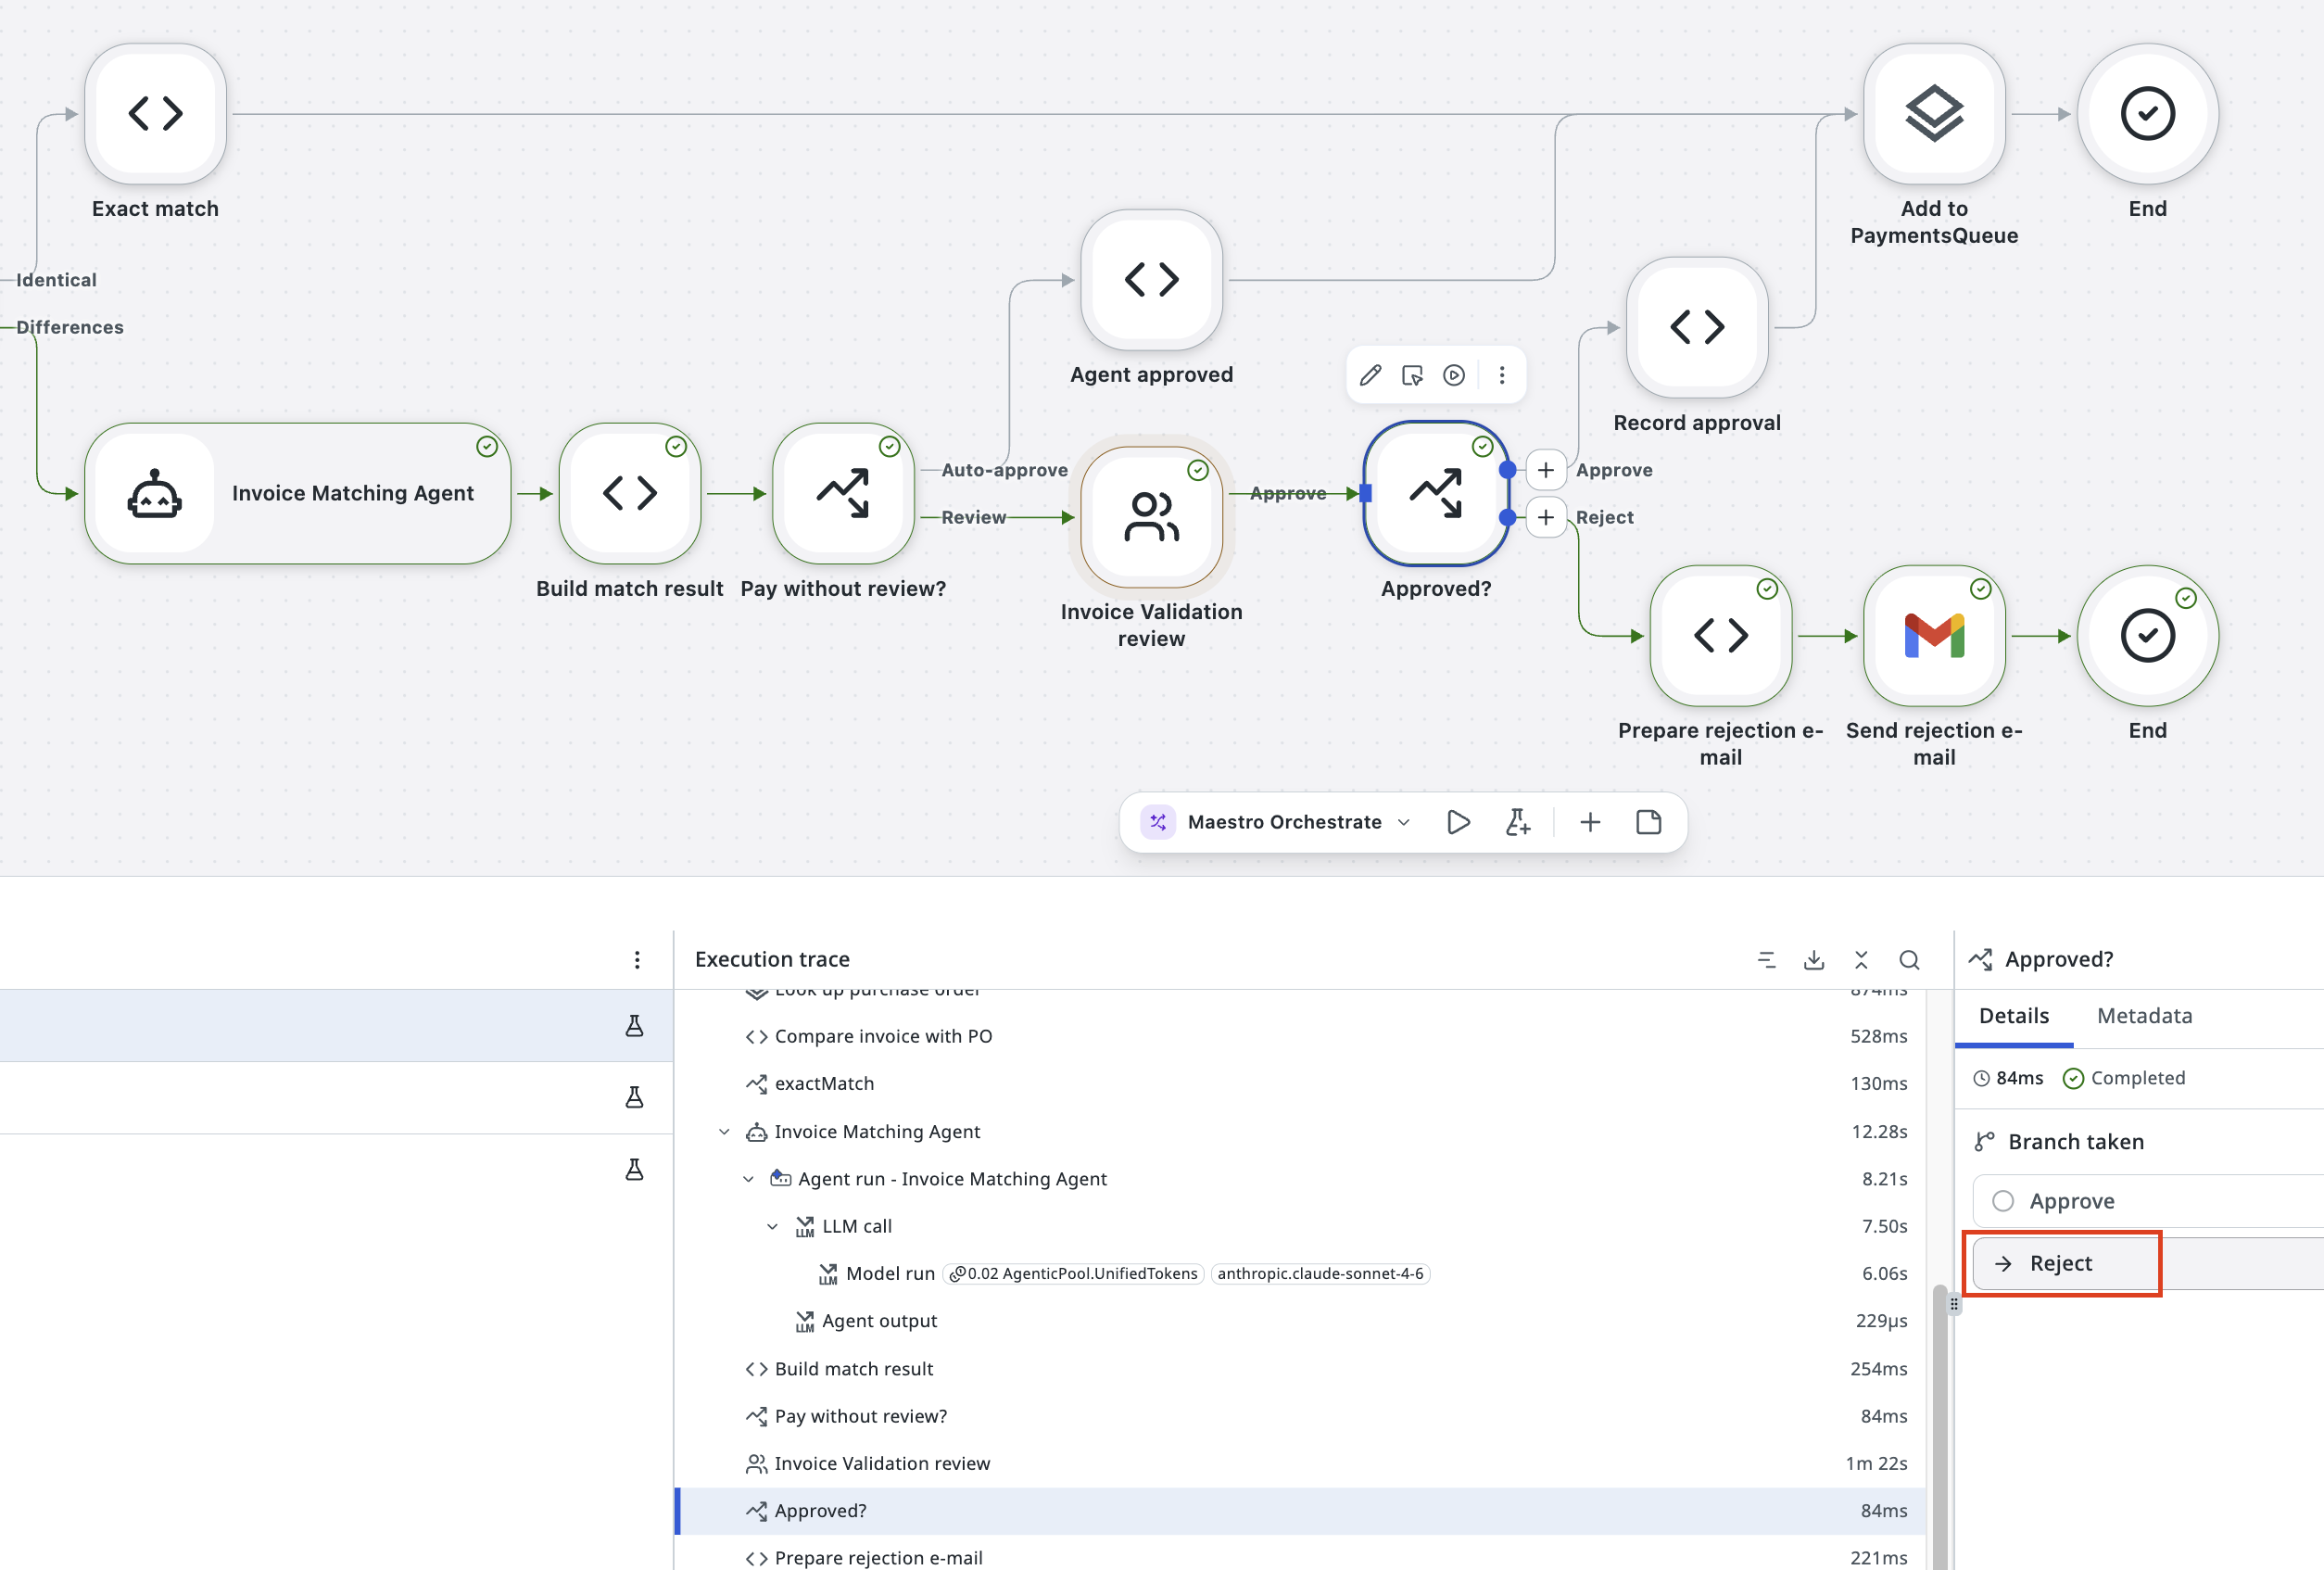 Exact match
Add to
PaymentsQueue
End
Identical
Differences
Agent approved
Record approval
Invoice Matching Agent
Auto-approve
Review
Approve
Approve
Reject
Build match result
Pay without review?
Invoice Validation
review
Approved?
Prepare rejection e-
mail
Send rejection e-
mail
End
Maestro Orchestrate
Execution trace
Look up purchase order 874ms
Compare invoice with PO 528ms
exactMatch 130ms
Invoice Matching Agent 12.28s
Agent run - Invoice Matching Agent 8.21s
LLM call 7.50s
Model run 0.02 AgenticPool.UnifiedTokens anthropic.claude-sonnet-4-6 6.06s
Agent output 229µs
Build match result 254ms
Pay without review? 84ms
Invoice Validation review 1m 22s
Approved? 84ms
Prepare rejection e-mail 221ms
Approved?
Details Metadata
84ms Completed
Branch taken
Approve
Reject